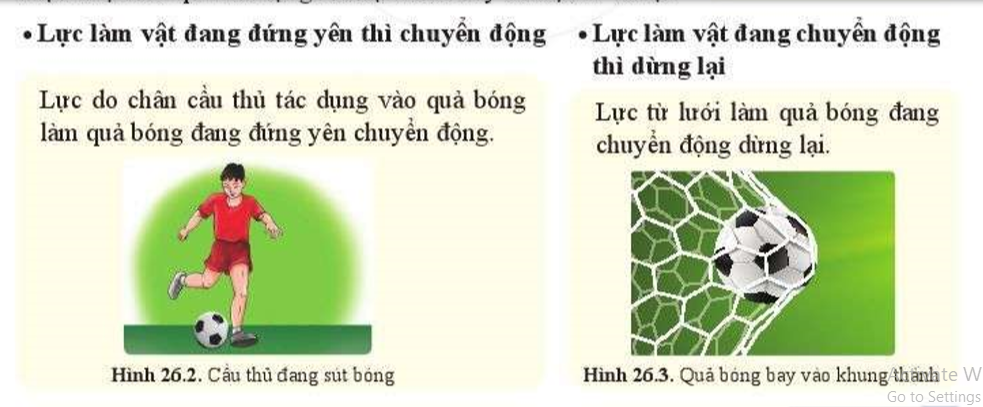 • Lực làm vật đang đứng yên thì chuyển động
Lực do chân cầu thủ tác dụng vào quả bóng
làm quả bóng đang đứng yên chuyển động.
Hình 26.2. Cầu thủ đang sút bóng
• Lực làm vật đang chuyển động
thì dừng lại
Lực từ lưới làm quả bóng đang
chuyển động dừng lại.
Hình 26.3. Quả bóng bay vào khung thành
Go to Settings